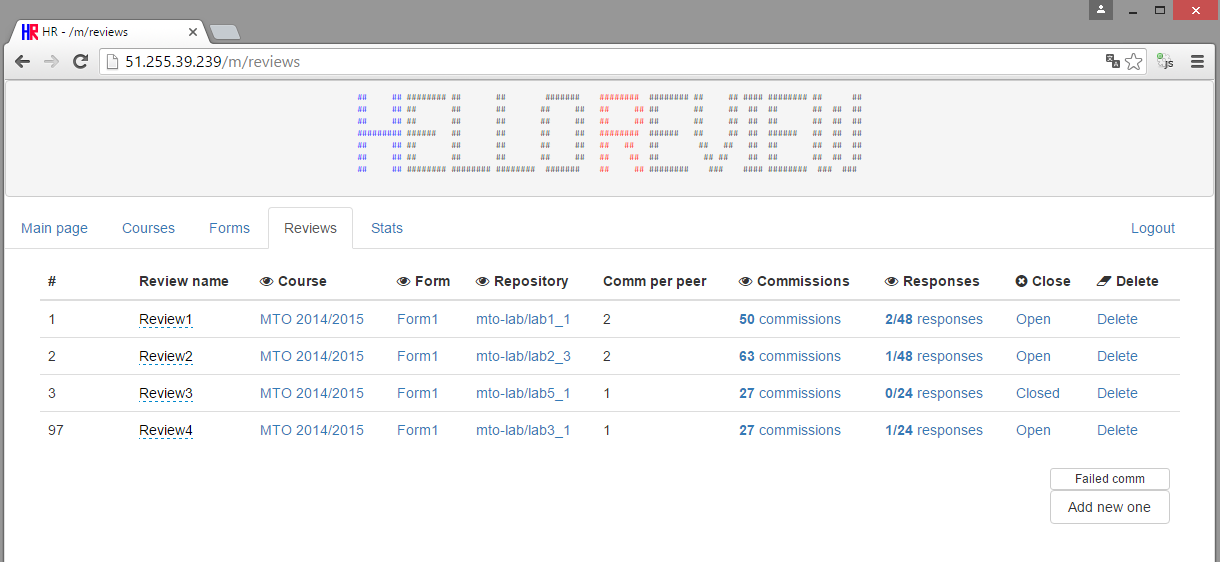 HR - /m/reviews
51.255.39.239/m/reviews
HELLOREVIEW
Main page Courses Forms Reviews Stats Logout
# Review name Course Form Repository Comm per peer Commissions Responses Close Delete
1 Review1 MTO 2014/2015 Form1 mto-lab/lab1_1 2 50 commissions 2/48 responses Open Delete
2 Review2 MTO 2014/2015 Form1 mto-lab/lab2_3 2 63 commissions 1/48 responses Open Delete
3 Review3 MTO 2014/2015 Form1 mto-lab/lab5_1 1 27 commissions 0/24 responses Closed Delete
97 Review4 MTO 2014/2015 Form1 mto-lab/lab3_1 1 27 commissions 1/24 responses Open Delete
Failed comm
Add new one